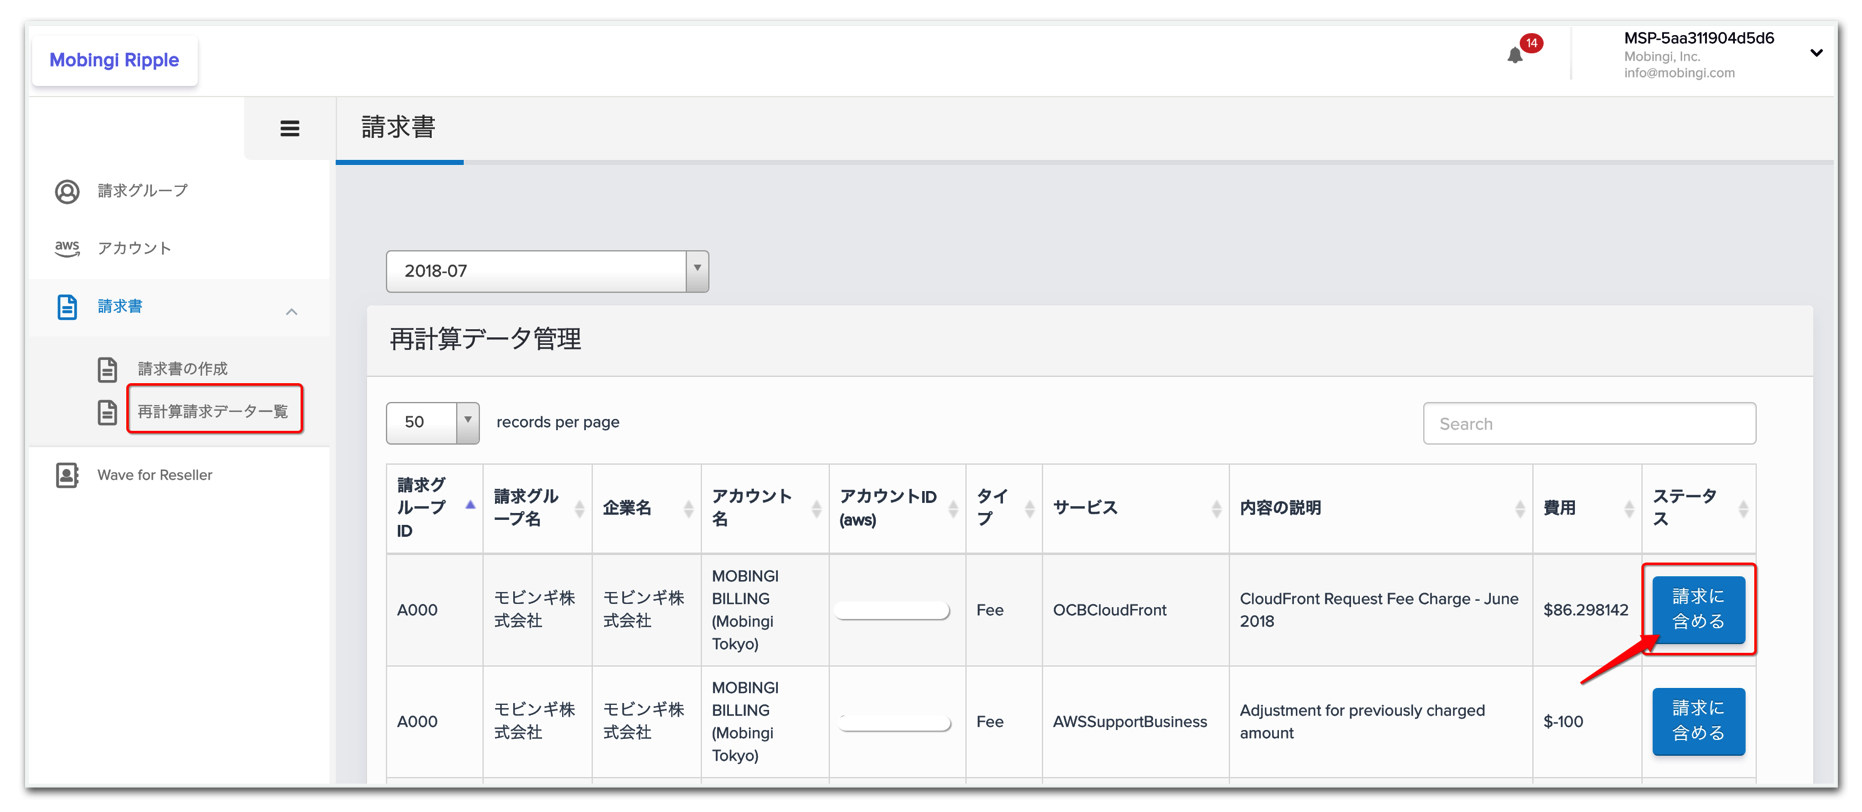 Mobingi Ripple
14
MSP-5aa311904d5d6
Mobingi, Inc.
info@mobingi.com
請求書
請求グループ
aws
アカウント
請求書
請求書の作成
再計算請求データ一覧
Wave for Reseller
2018-07
再計算データ管理
50
records per page
Search
請求グ
ループ
ID
請求グル
ープ名
企業名
アカウント
名
アカウントID
(aws)
タイ
プ
サービス
内容の説明
費用
ステータ
ス
A000
モビンギ株
式会社
モビンギ株
式会社
MOBINGI
BILLING
(Mobingi
Tokyo)
Fee
OCBCloudFront
CloudFront Request Fee Charge - June
2018
$86.298142
請求に
含める
A000
モビンギ株
式会社
モビンギ株
式会社
MOBINGI
BILLING
(Mobingi
Tokyo)
Fee
AWSSupportBusiness
Adjustment for previously charged
amount
$-100
請求に
含める